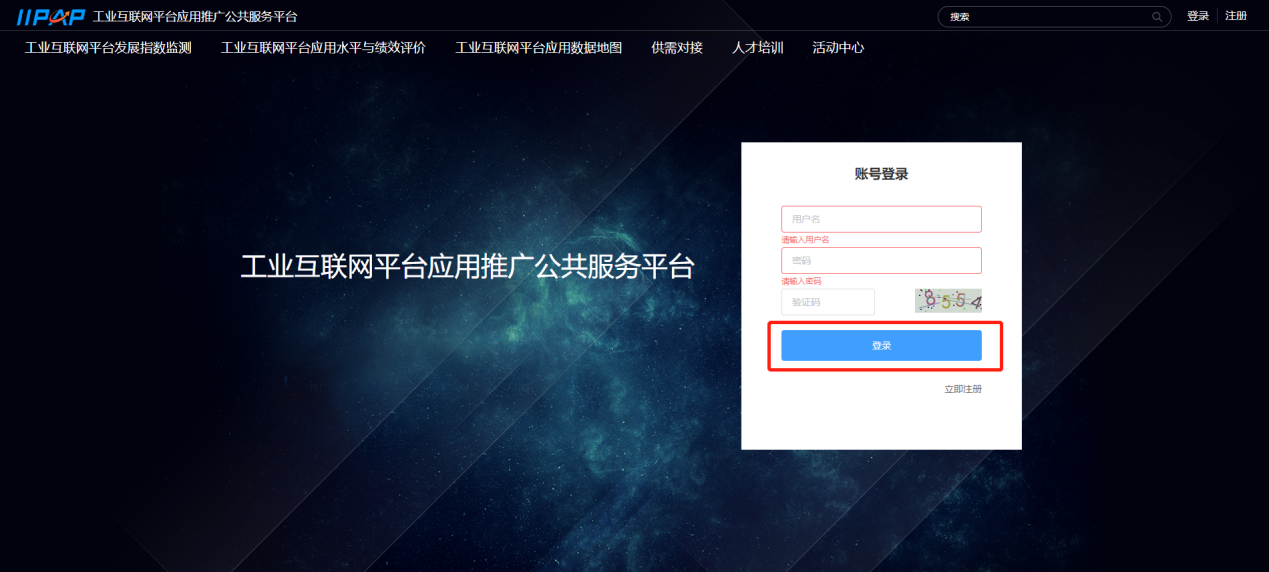 IIPAP 工业互联网平台应用推广公共服务平台 搜索 登录 注册
工业互联网平台发展指数监测 工业互联网平台应用水平与绩效评价 工业互联网平台应用数据地图 供需对接 人才培训 活动中心
账号登录
用户名
请输入用户名
工业互联网平台应用推广公共服务平台
密码
请输入密码
验证码 8554
登录
立即注册